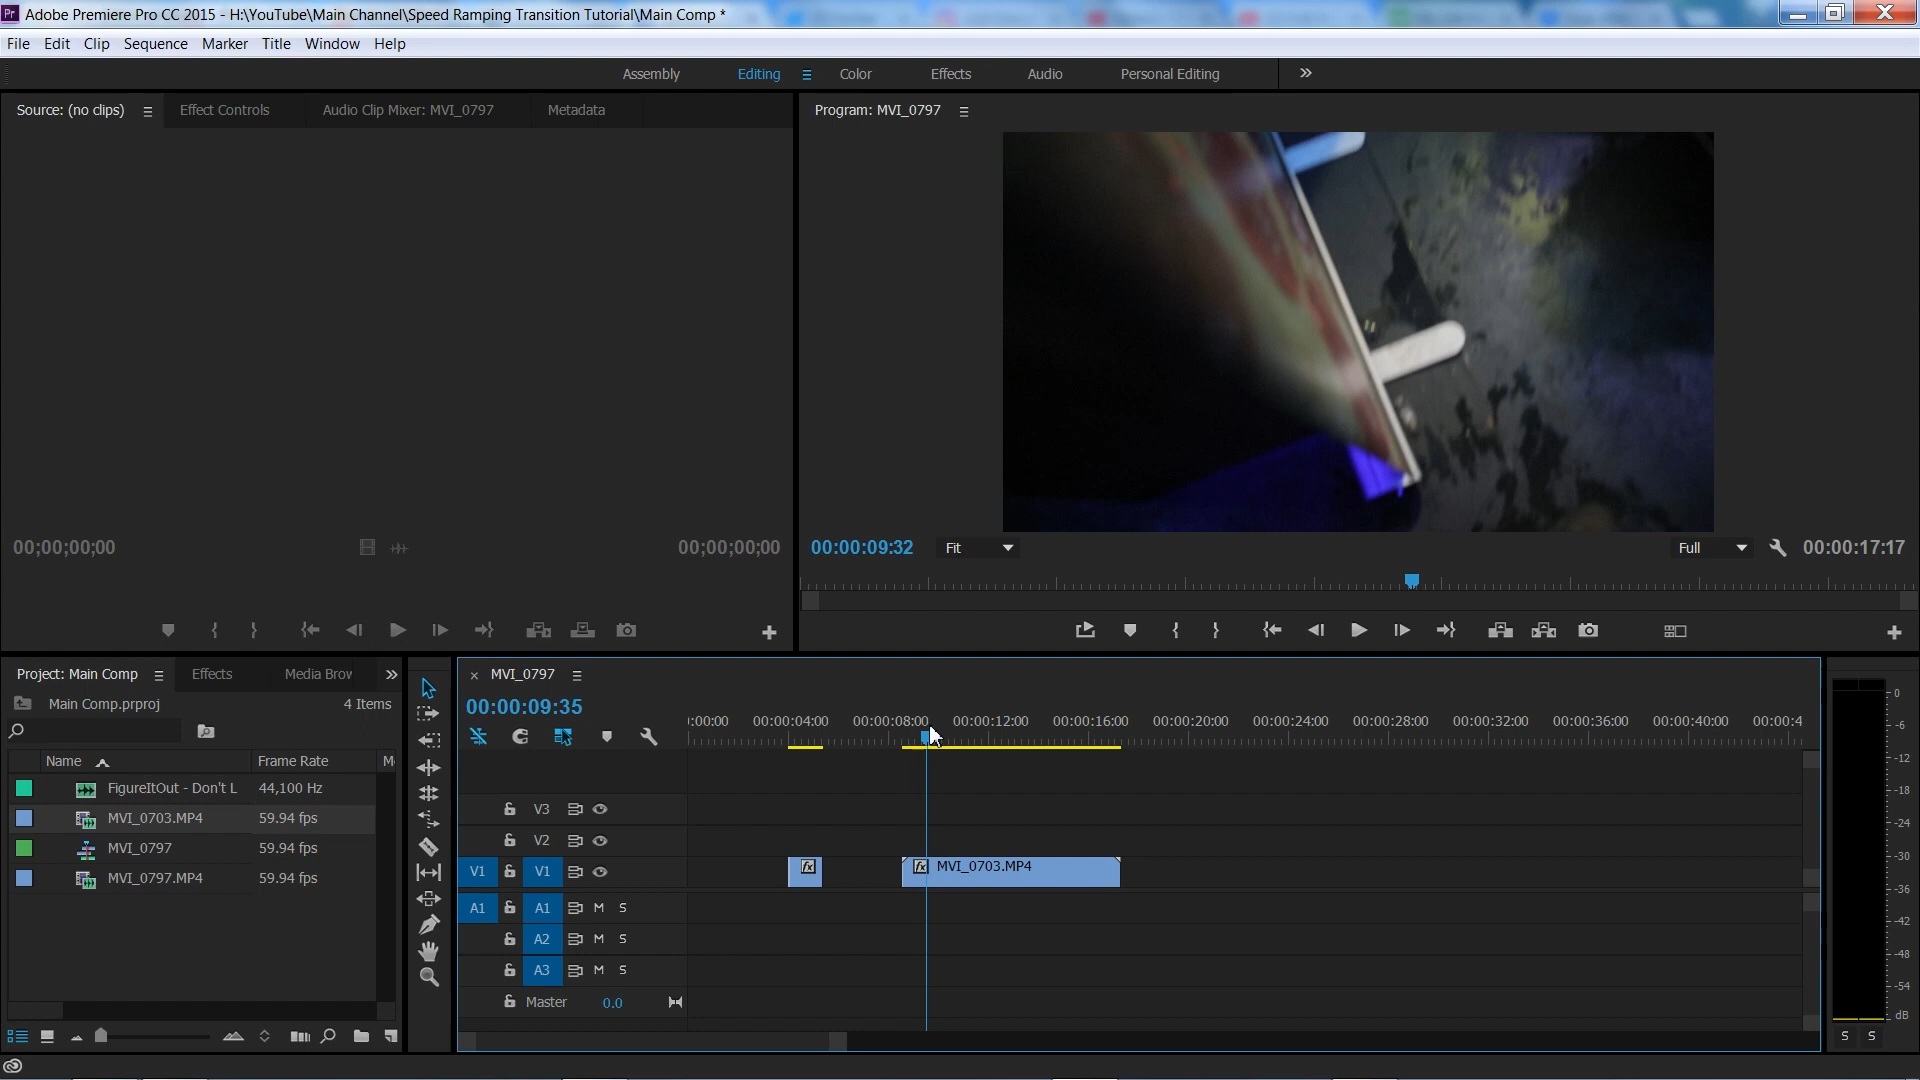 Pr Adobe Premiere Pro CC 2015 - H:\YouTube\Main Channel\Speed Ramping Transition Tutorial\Main Comp *
File Edit Clip Sequence Marker Title Window Help
Assembly Editing Color Effects Audio Personal Editing
Source: (no clips) Effect Controls Audio Clip Mixer: MVI_0797 Metadata
Program: MVI_0797
00;00;00;00 00;00;00;00
00:00:09:32 Fit Full 00:00:17:17
Project: Main Comp Effects Media Brov
Main Comp.prproj 4 Items
Name Frame Rate
FigureItOut - Don't L 44,100 Hz
MVI_0703.MP4 59.94 fps
MVI_0797 59.94 fps
MVI_0797.MP4 59.94 fps
× MVI_0797
00:00:09:35
:00:00 00:00:04:00 00:00:08:00 00:00:12:00 00:00:16:00 00:00:20:00 00:00:24:00 00:00:28:00 00:00:32:00 00:00:36:00 00:00:40:00 00:00:4
V3
V2
V1 V1 fx fx MVI_0703.MP4
A1 A1 M S
A2 M S
A3 M S
Master 0.0
0
-6
-12
-18
-24
-30
-36
-42
-48
-54
dB
S S